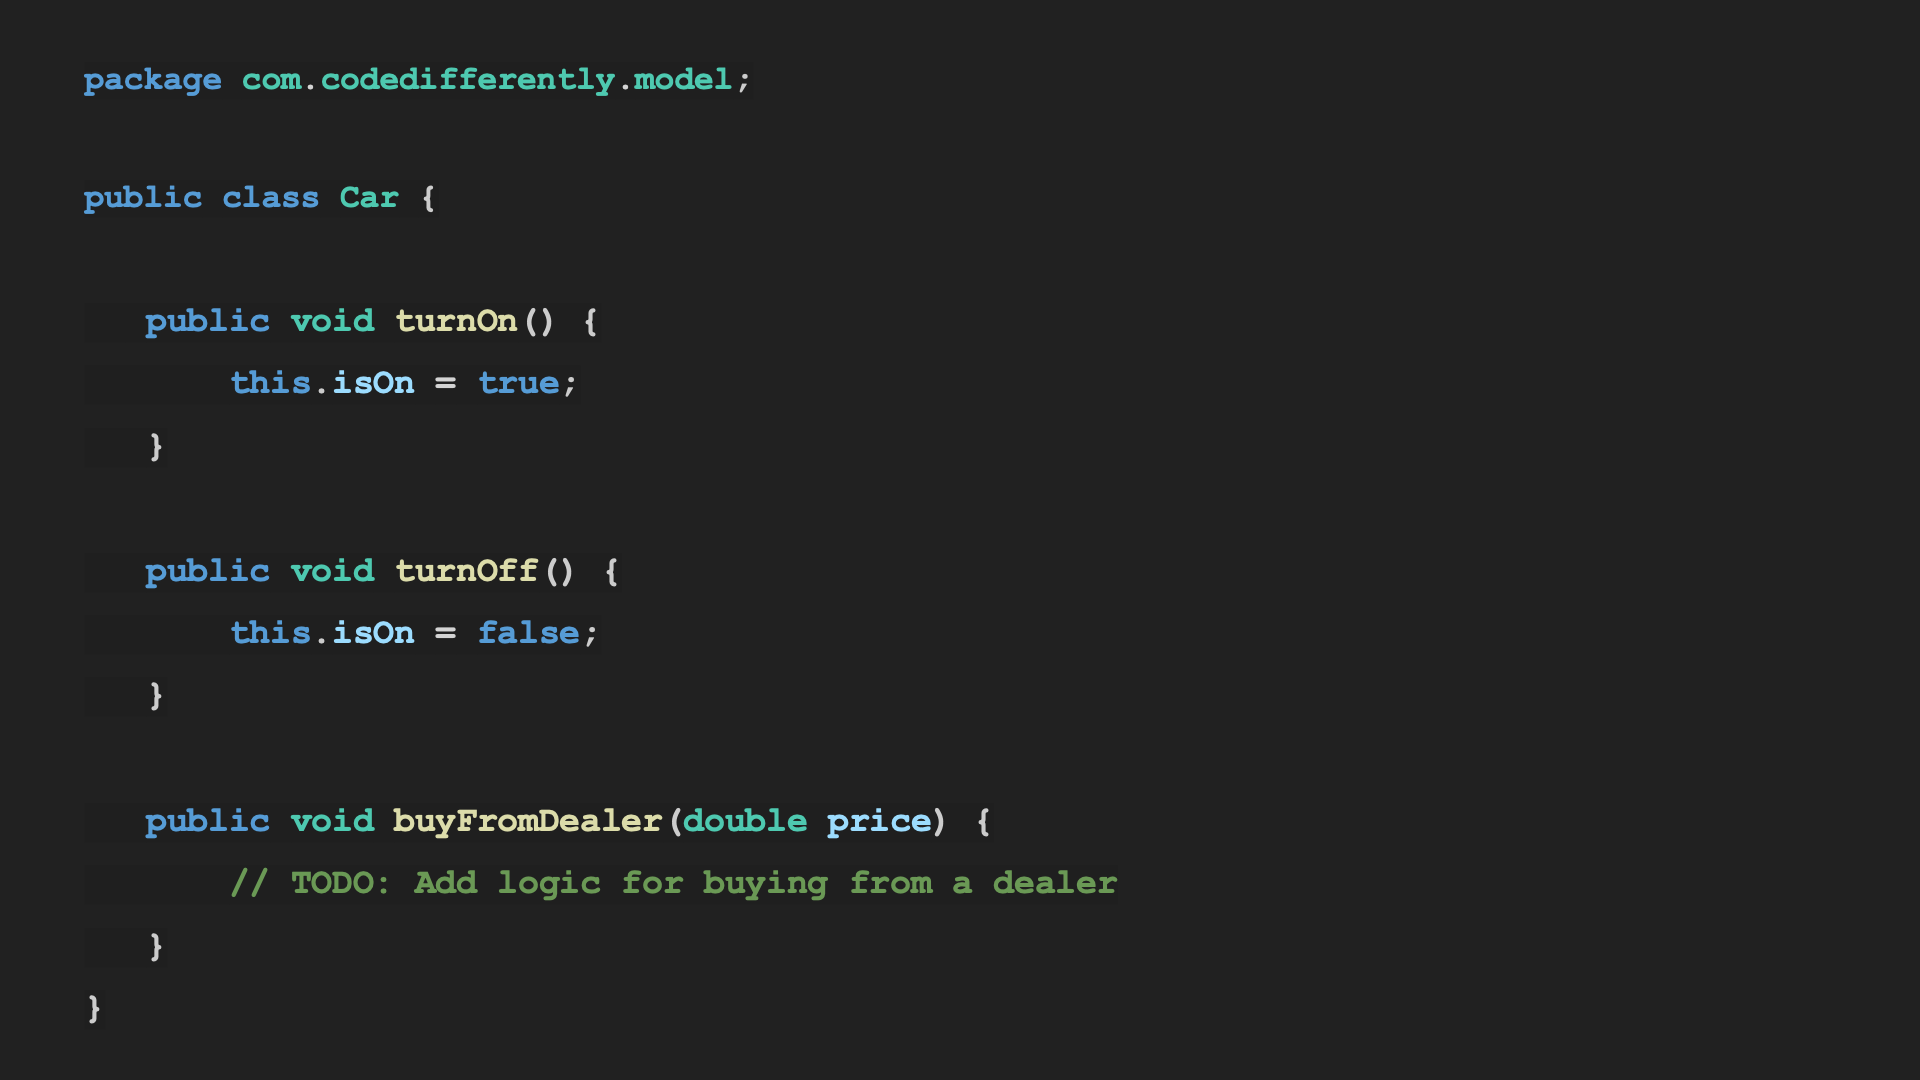 package com.codedifferently.model;
public class Car {
public void turnOn() {
this.isOn = true;
}
public void turnOff() {
this.isOn = false;
}
public void buyFromDealer(double price) {
// TODO: Add logic for buying from a dealer
}
}